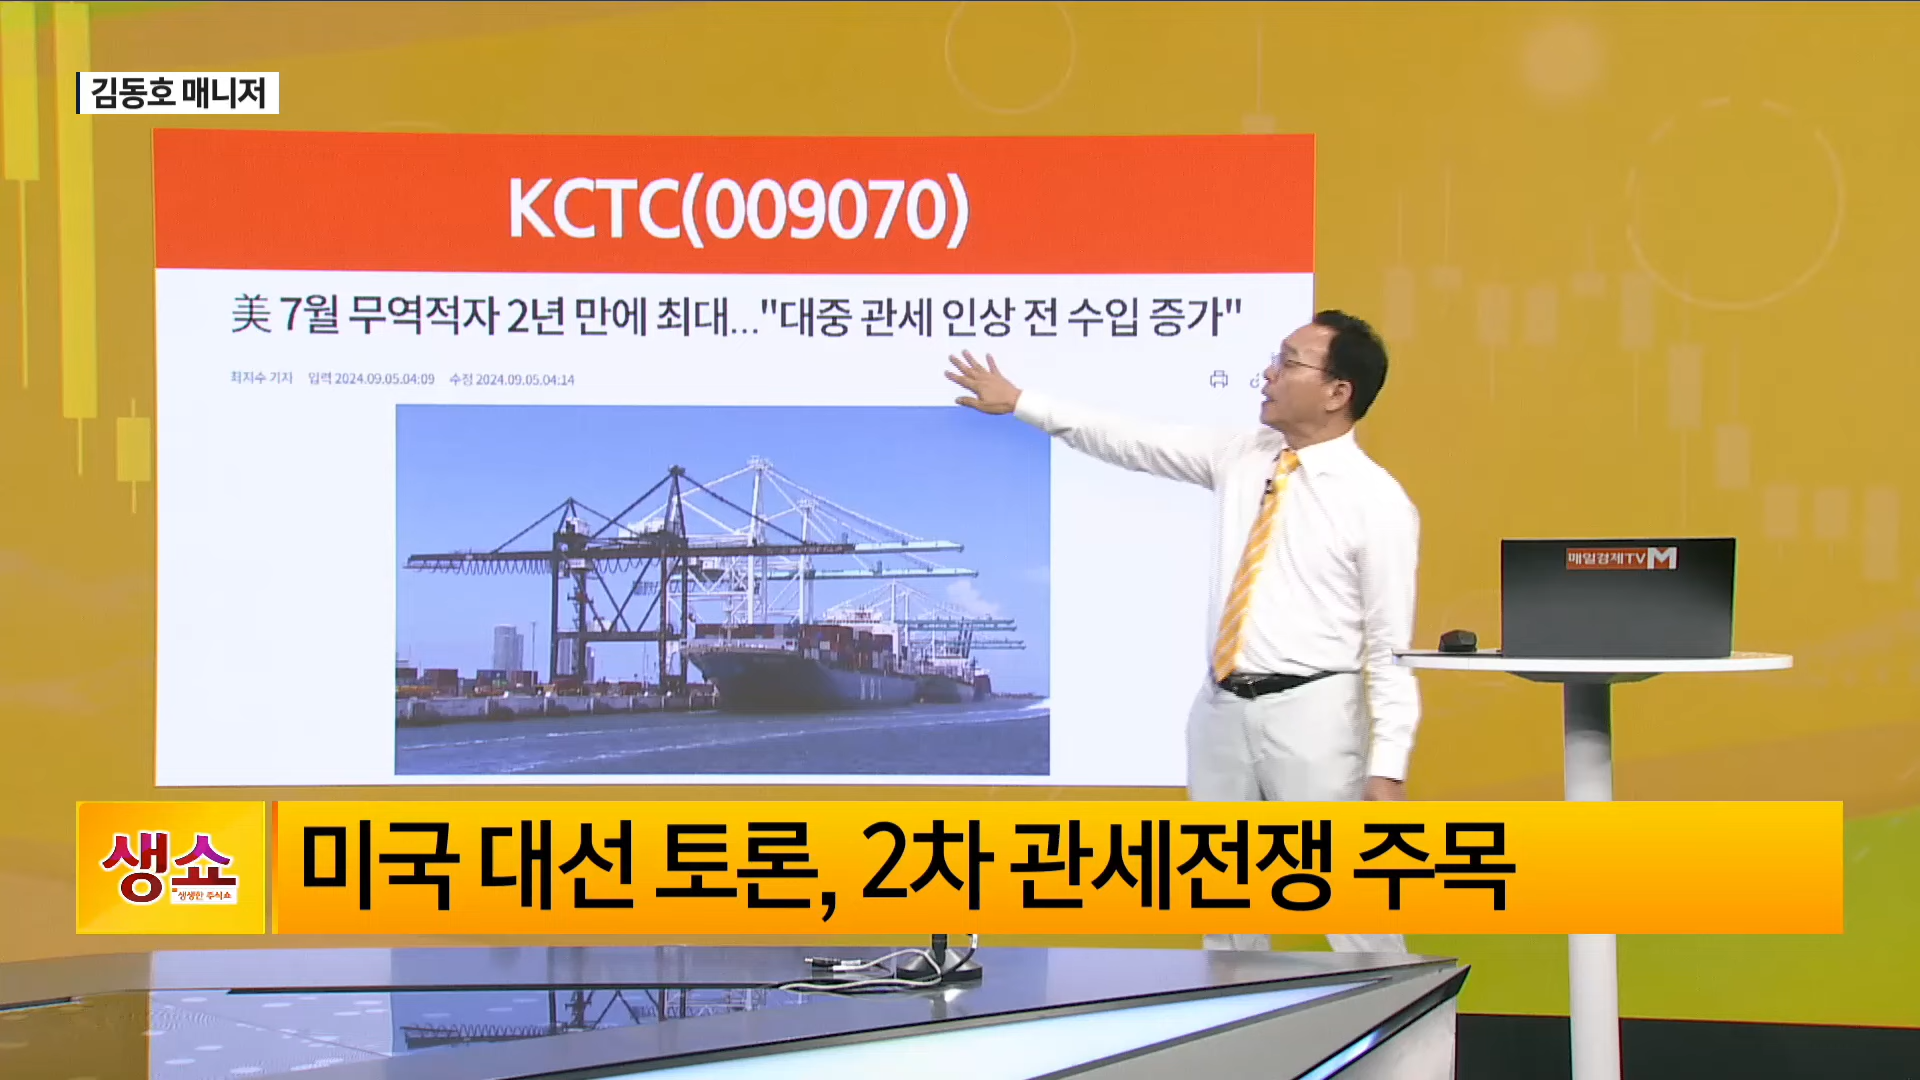 김동호 매니저
KCTC(009070)
美 7월 무역적자 2년 만에 최대..."대중 관세 인상 전 수입 증가"
최지수 기자 입력 2024.09.05.04:09 수정 2024.09.05.04:14
매일경제TV M
생쇼
생생한 주식쇼
미국 대선 토론, 2차 관세전쟁 주목